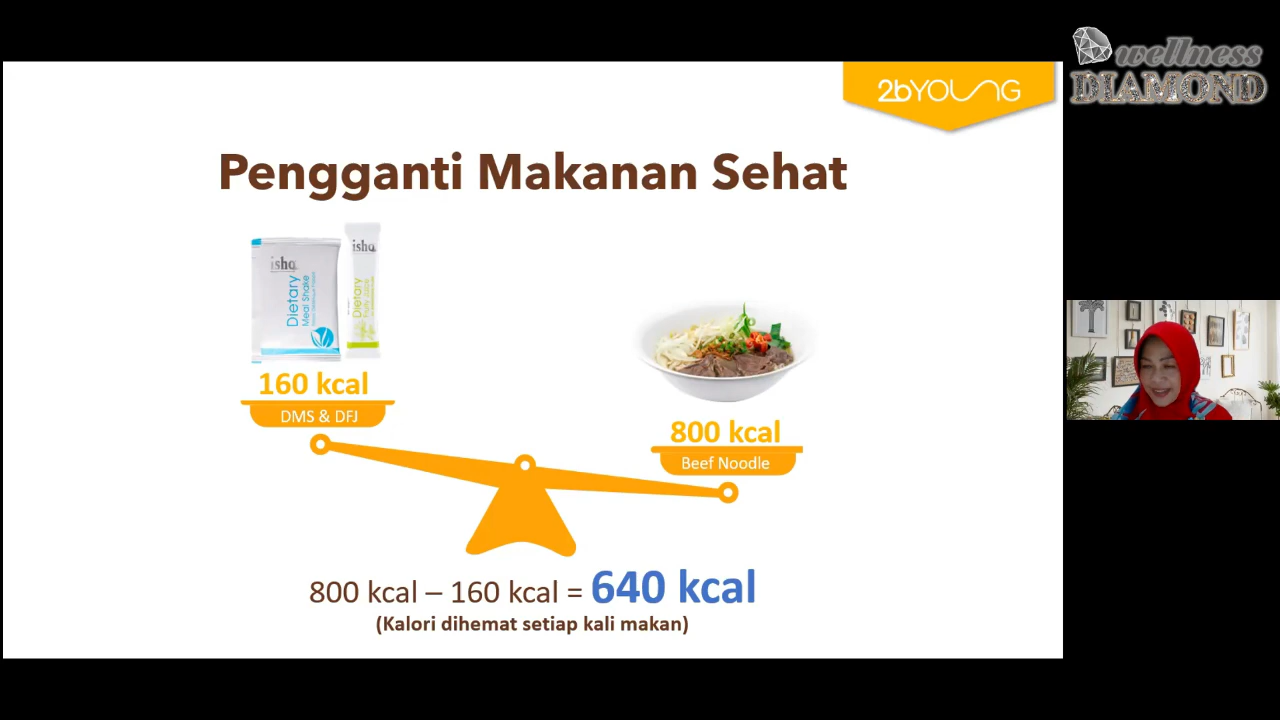 wellness
DIAMOND
2bYOUNG
Pengganti Makanan Sehat
isha
isha
Dietary
Meal Shake
Dietary
160 kcal
DMS & DFJ
800 kcal
Beef Noodle
800 kcal – 160 kcal = 640 kcal
(Kalori dihemat setiap kali makan)